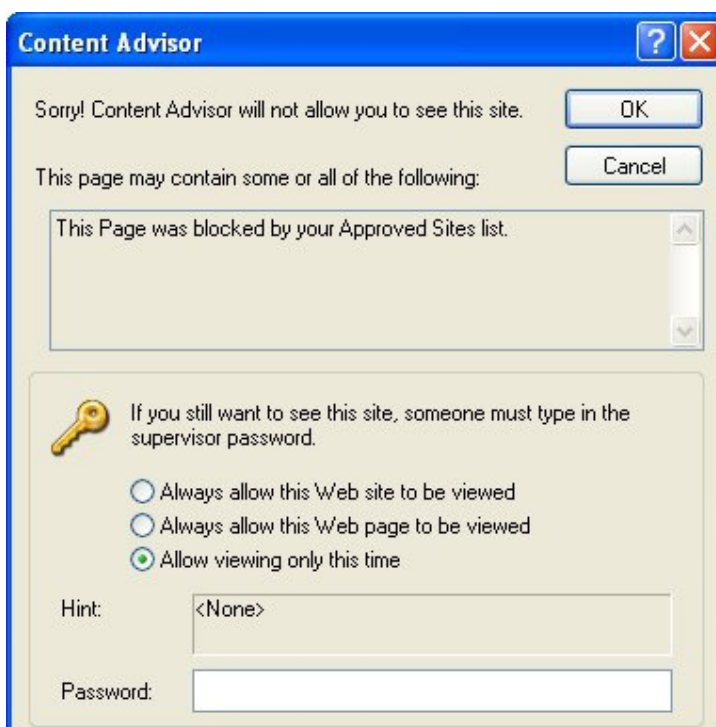 Content Advisor
Sorry! Content Advisor will not allow you to see this site.
OK
Cancel
This page may contain some or all of the following:
This Page was blocked by your Approved Sites list.
If you still want to see this site, someone must type in the
supervisor password.
Always allow this Web site to be viewed
Always allow this Web page to be viewed
Allow viewing only this time
Hint:
<None>
Password: